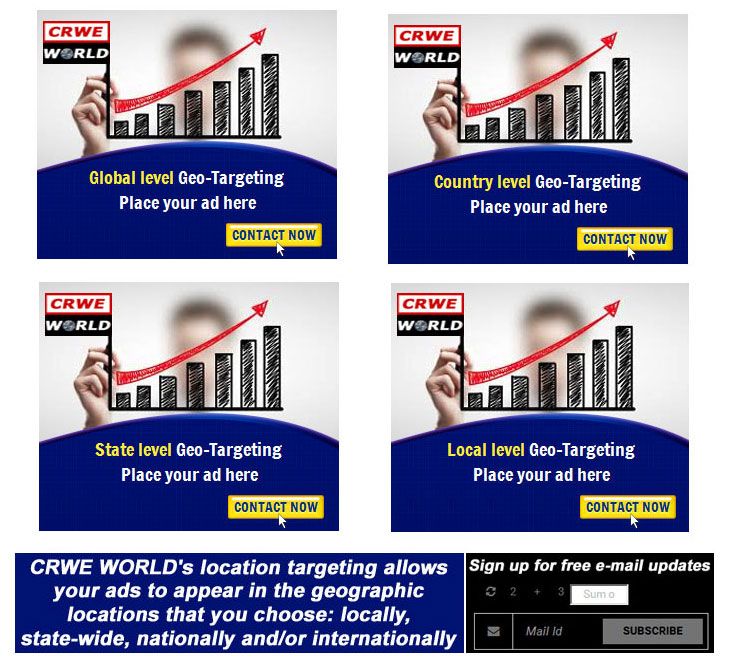 CRWE
WORLD
Global level Geo-Targeting
Place your ad here
CONTACT NOW
CRWE
WORLD
Country level Geo-Targeting
Place your ad here
CONTACT NOW
CRWE
WORLD
State level Geo-Targeting
Place your ad here
CONTACT NOW
CRWE
WORLD
Local level Geo-Targeting
Place your ad here
CONTACT NOW
CRWE WORLD's location targeting allows
your ads to appear in the geographic
locations that you choose: locally,
state-wide, nationally and/or internationally
Sign up for free e-mail updates
2 + 3 Sum o
Mail Id SUBSCRIBE